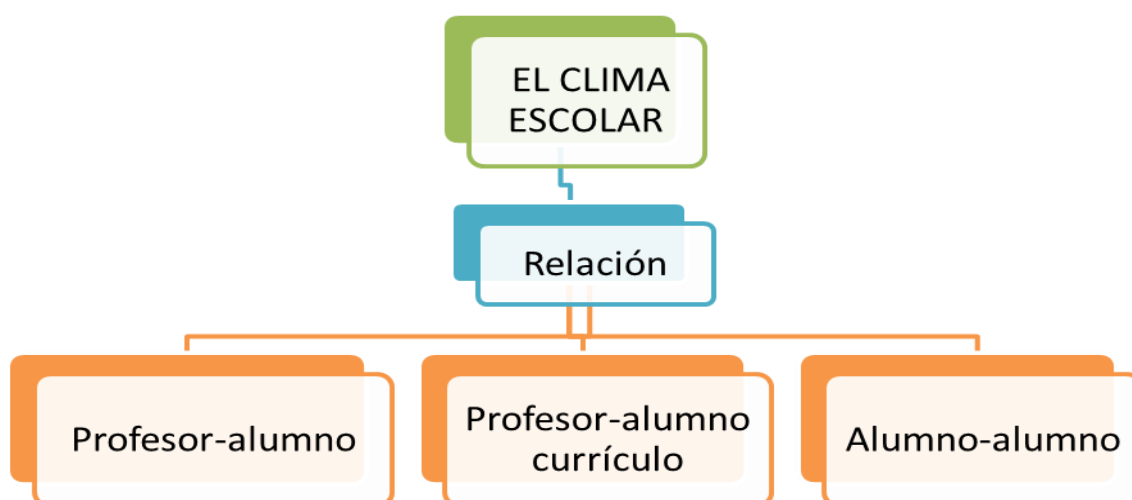 EL CLIMA
ESCOLAR
Relación
Profesor-alumno
Profesor-alumno
currículo
Alumno-alumno